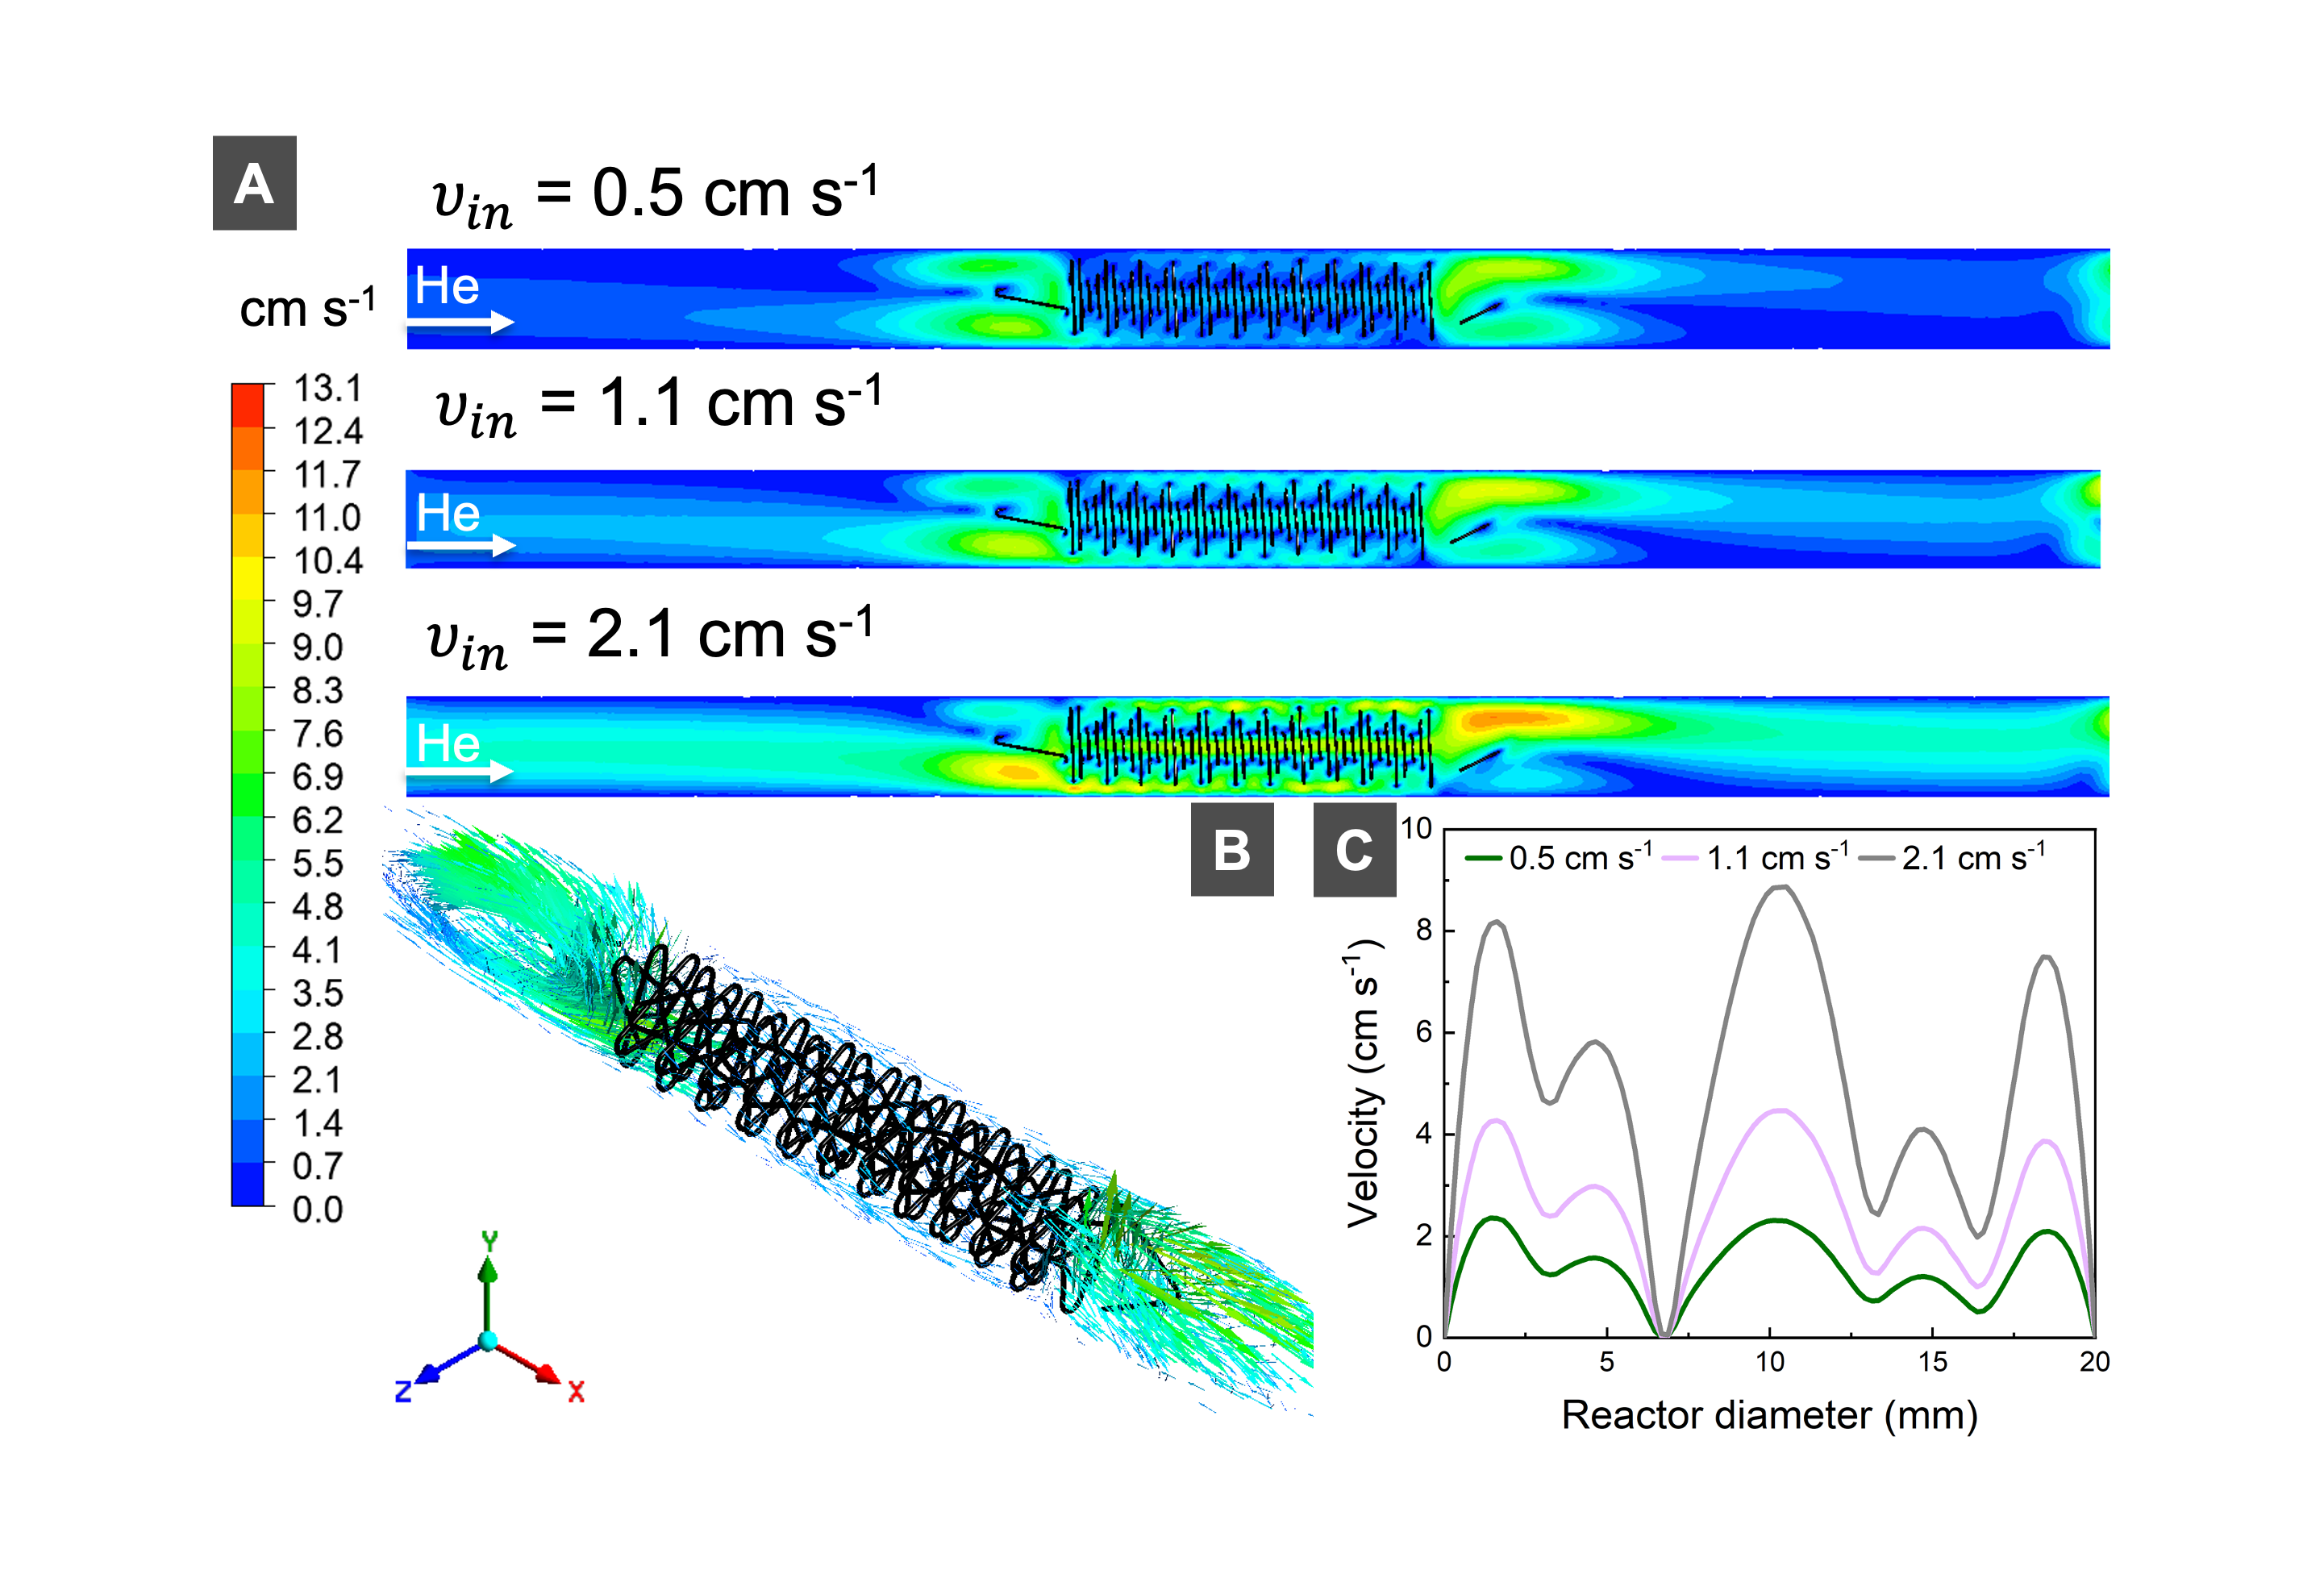 A
𝜐𝑖𝑛 = 0.5 cm s⁻¹
He
cm s⁻¹
13.1
12.4
11.7
11.0
10.4
9.7
9.0
8.3
7.6
6.9
6.2
5.5
4.8
4.1
3.5
2.8
2.1
1.4
0.7
0.0
𝜐𝑖𝑛 = 1.1 cm s⁻¹
He
𝜐𝑖𝑛 = 2.1 cm s⁻¹
He
B
Y
Z
X
C
0.5 cm s⁻¹ 1.1 cm s⁻¹ 2.1 cm s⁻¹
10
8
6
4
2
0
Velocity (cm s⁻¹)
0 5 10 15 20
Reactor diameter (mm)